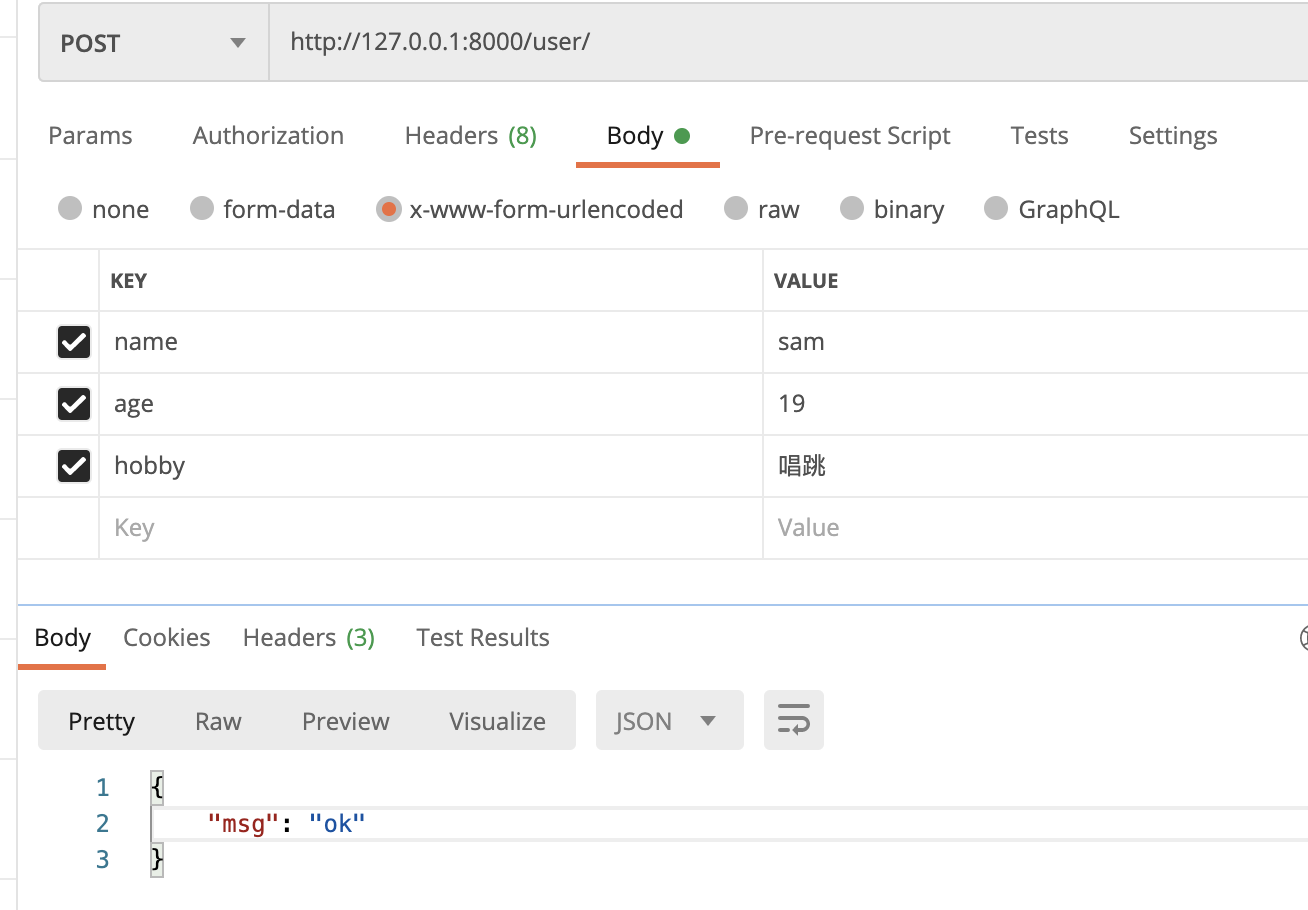 POST http://127.0.0.1:8000/user/
Params Authorization Headers (8) Body Pre-request Script Tests Settings
none form-data x-www-form-urlencoded raw binary GraphQL
KEY VALUE
name sam
age 19
hobby 唱跳
Key Value
Body Cookies Headers (3) Test Results
Pretty Raw Preview Visualize JSON
1 {
2 "msg": "ok"
3 }